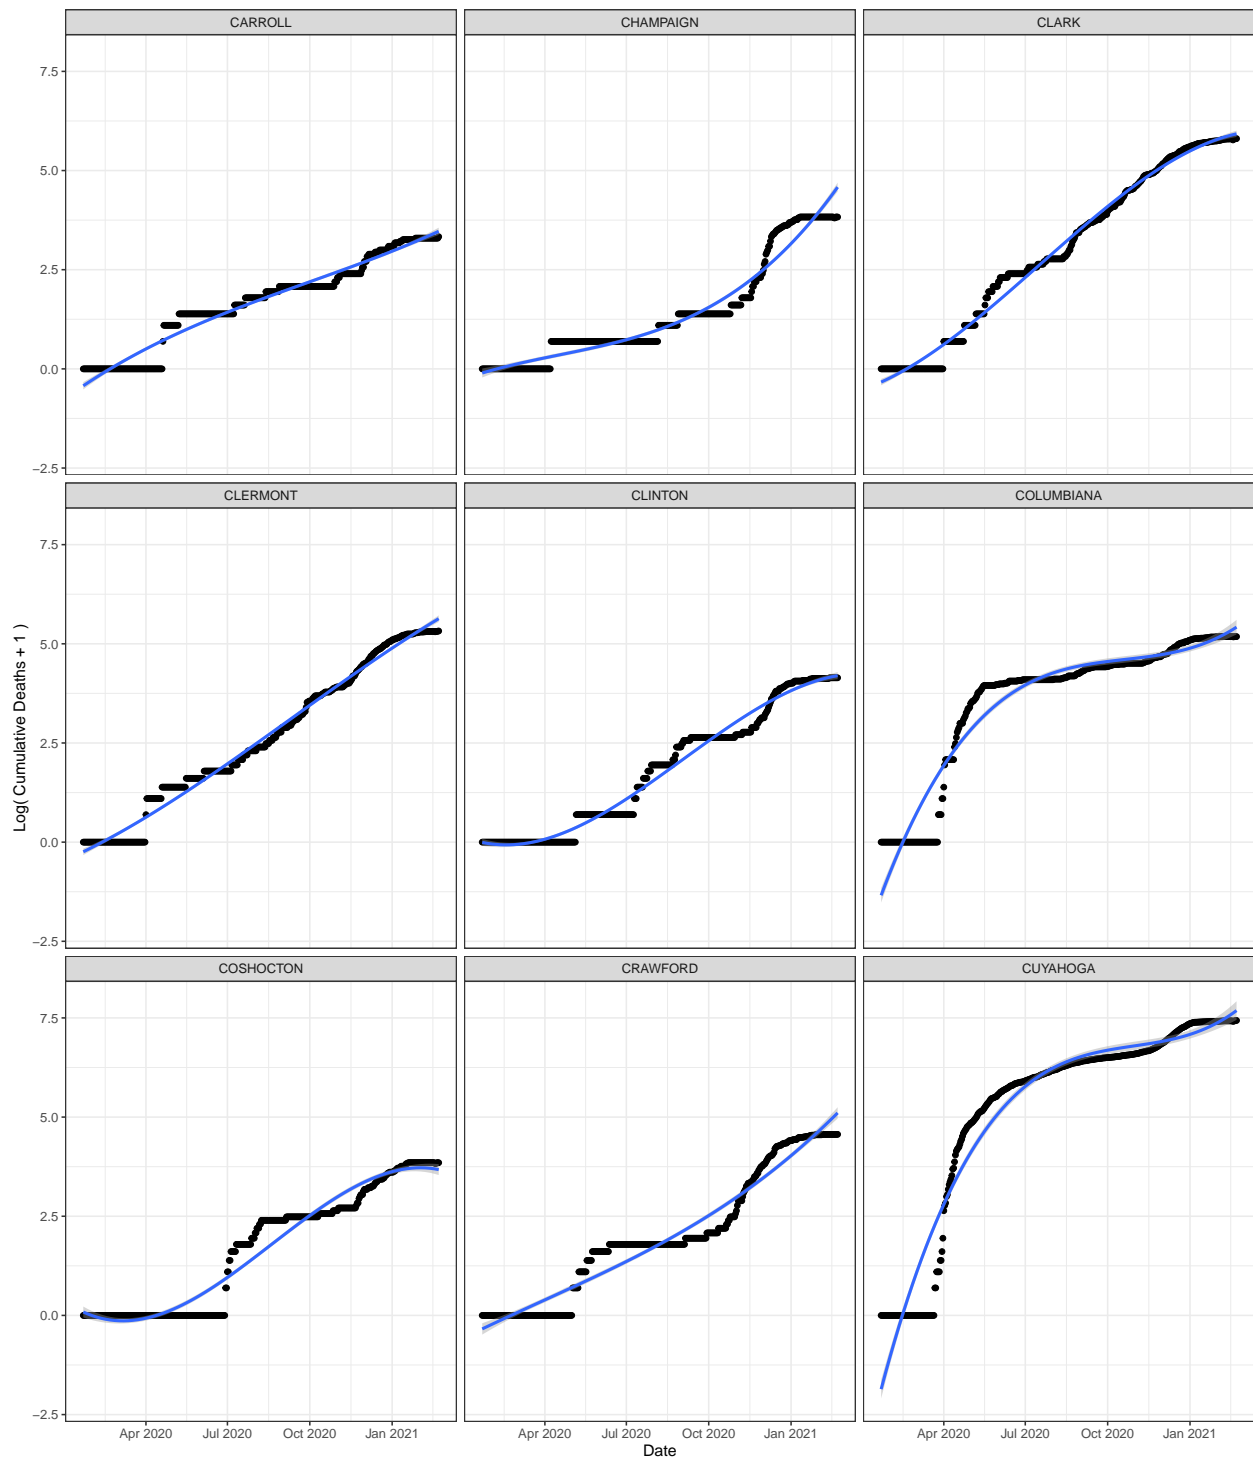 CARROLL CHAMPAIGN CLARK
7.5
5.0
2.5
0.0
−2.5
CLERMONT CLINTON COLUMBIANA
7.5
5.0
2.5
0.0
−2.5
Log( Cumulative Deaths + 1 )
COSHOCTON CRAWFORD CUYAHOGA
7.5
5.0
2.5
0.0
−2.5
Apr 2020 Jul 2020 Oct 2020 Jan 2021 Apr 2020 Jul 2020 Oct 2020 Jan 2021 Apr 2020 Jul 2020 Oct 2020 Jan 2021
Date